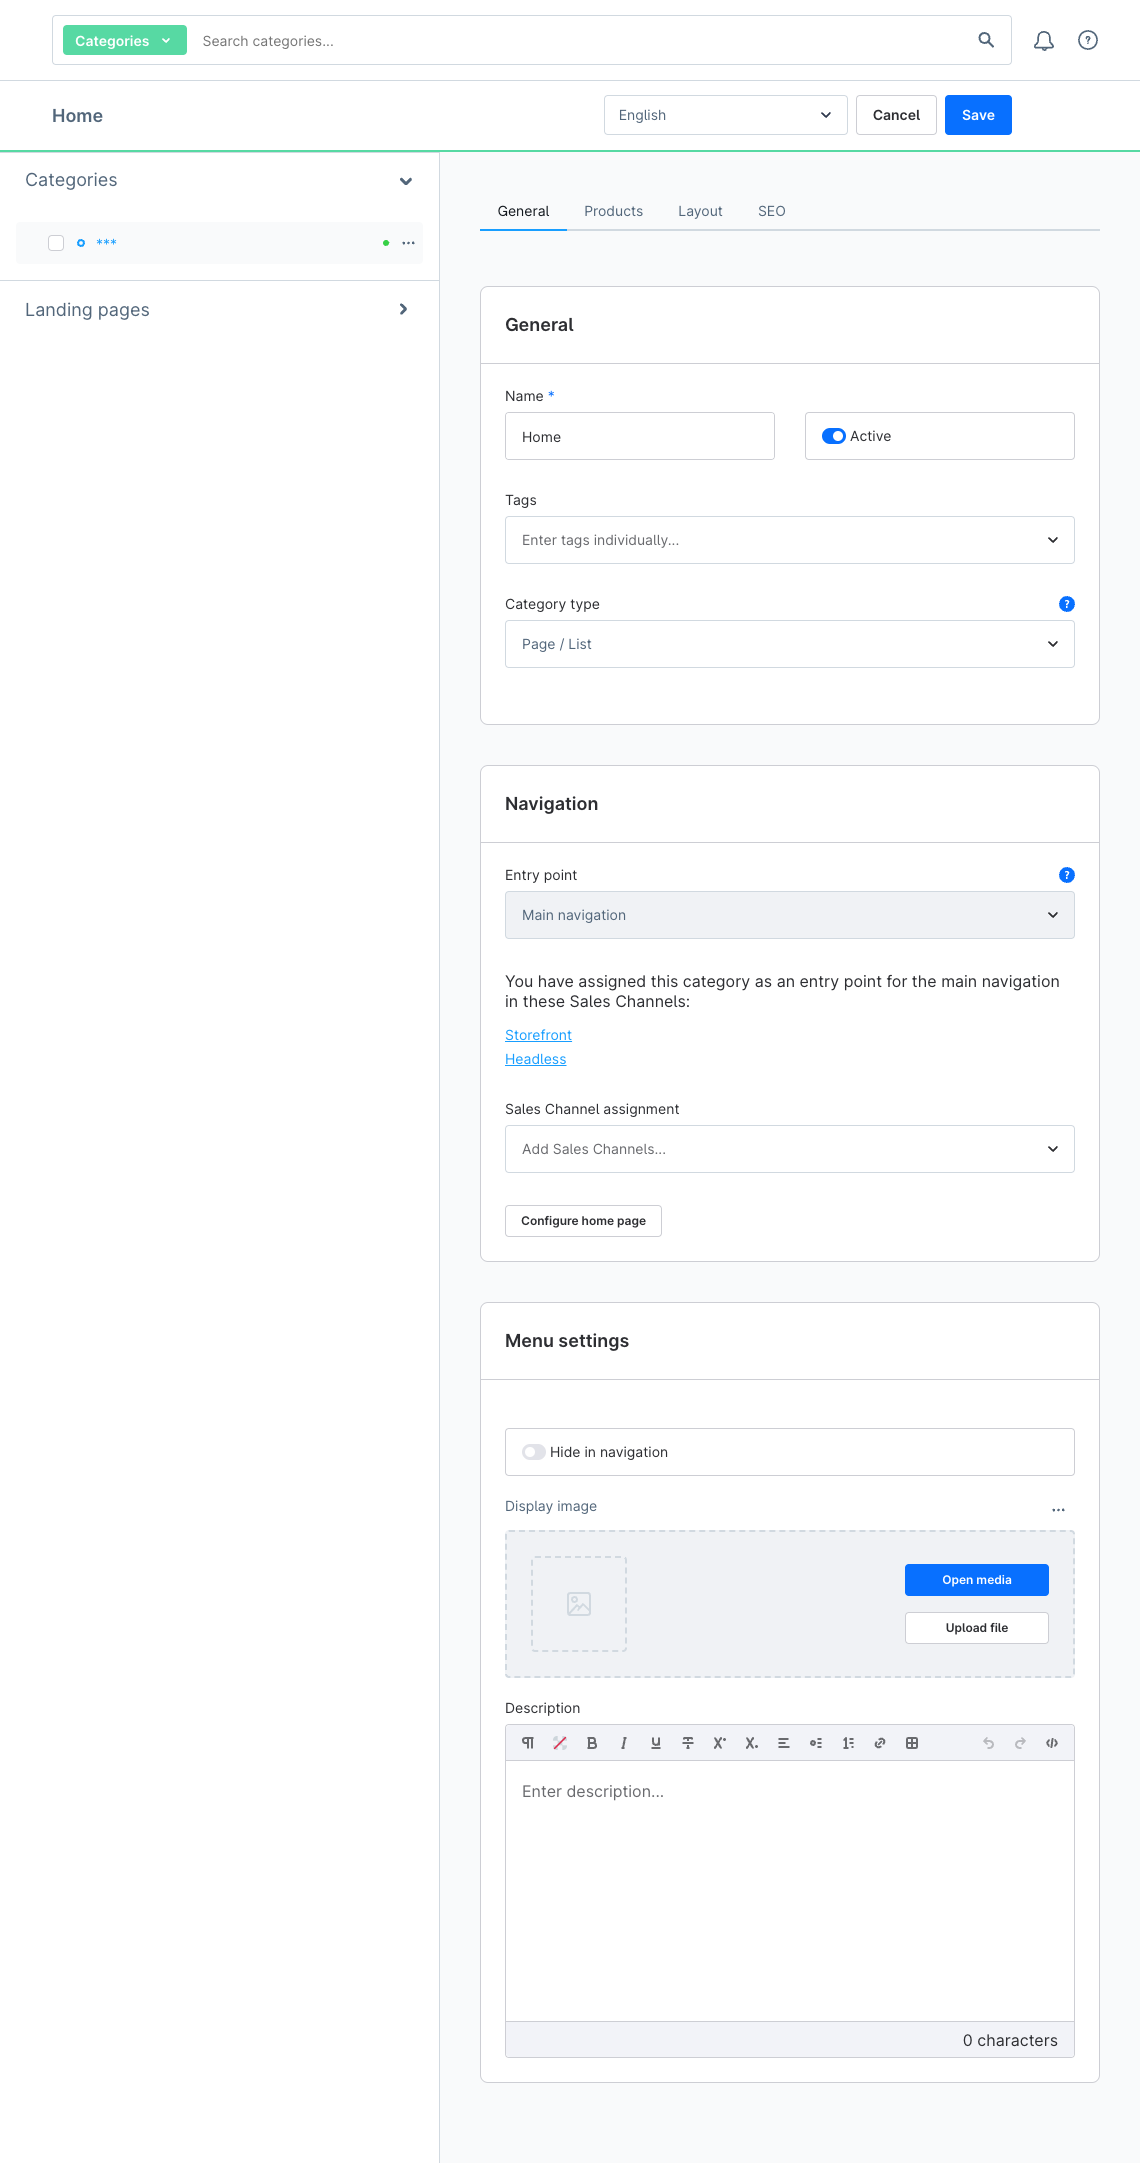 Categories
Search categories...
Home
English
Cancel
Save
Categories
***
Landing pages
General
Products
Layout
SEO
General
Name *
Home
Active
Tags
Enter tags individually...
Category type
Page / List
Navigation
Entry point
Main navigation
You have assigned this category as an entry point for the main navigation
in these Sales Channels:
Storefront
Headless
Sales Channel assignment
Add Sales Channels...
Configure home page
Menu settings
Hide in navigation
Display image
Open media
Upload file
Description
Enter description...
0 characters